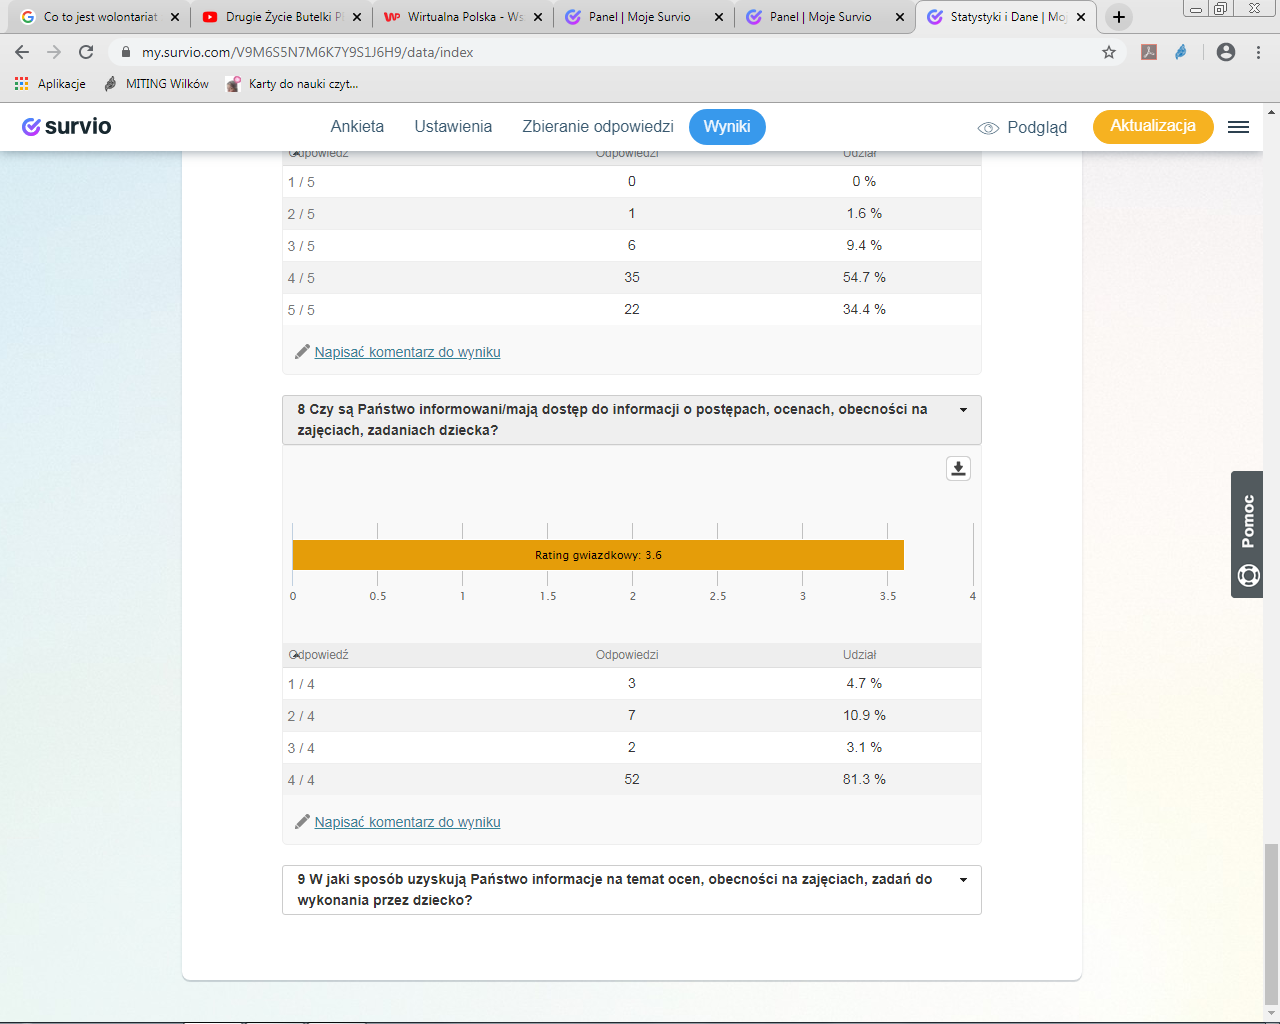 Co to jest wolontariat
Drugie Życie Butelki Pl
Wirtualna Polska - Ws
Panel | Moje Survio
Panel | Moje Survio
Statystyki i Dane | Moj
my.survio.com/V9M6S5N7M6K7Y9S1J6H9/data/index
Aplikacje
MITING Wilków
Karty do nauki czyt...
survio
Ankieta
Ustawienia
Zbieranie odpowiedzi
Wyniki
Podgląd
Aktualizacja
Odpowiedź Odpowiedzi Udział
1 / 5 0 0 %
2 / 5 1 1.6 %
3 / 5 6 9.4 %
4 / 5 35 54.7 %
5 / 5 22 34.4 %
Napisać komentarz do wyniku
8 Czy są Państwo informowani/mają dostęp do informacji o postępach, ocenach, obecności na
zajęciach, zadaniach dziecka?
Rating gwiazdkowy: 3.6
0 0.5 1 1.5 2 2.5 3 3.5 4
Odpowiedź Odpowiedzi Udział
1 / 4 3 4.7 %
2 / 4 7 10.9 %
3 / 4 2 3.1 %
4 / 4 52 81.3 %
Napisać komentarz do wyniku
9 W jaki sposób uzyskują Państwo informacje na temat ocen, obecności na zajęciach, zadań do
wykonania przez dziecko?
Pomoc